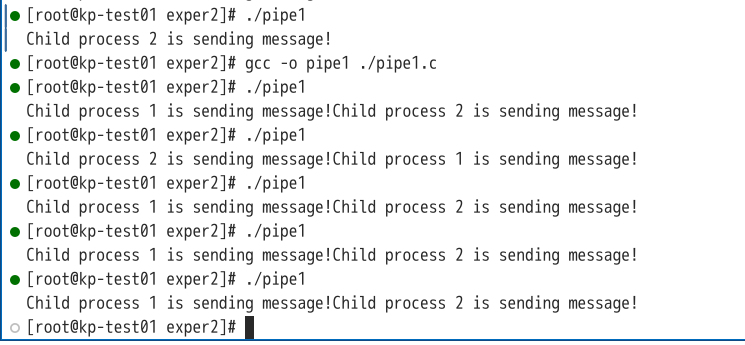 [root@kp-test01 exper2]# ./pipe1
Child process 2 is sending message!
[root@kp-test01 exper2]# gcc -o pipe1 ./pipe1.c
[root@kp-test01 exper2]# ./pipe1
Child process 1 is sending message!Child process 2 is sending message!
[root@kp-test01 exper2]# ./pipe1
Child process 2 is sending message!Child process 1 is sending message!
[root@kp-test01 exper2]# ./pipe1
Child process 1 is sending message!Child process 2 is sending message!
[root@kp-test01 exper2]# ./pipe1
Child process 1 is sending message!Child process 2 is sending message!
[root@kp-test01 exper2]# ./pipe1
Child process 1 is sending message!Child process 2 is sending message!
[root@kp-test01 exper2]#